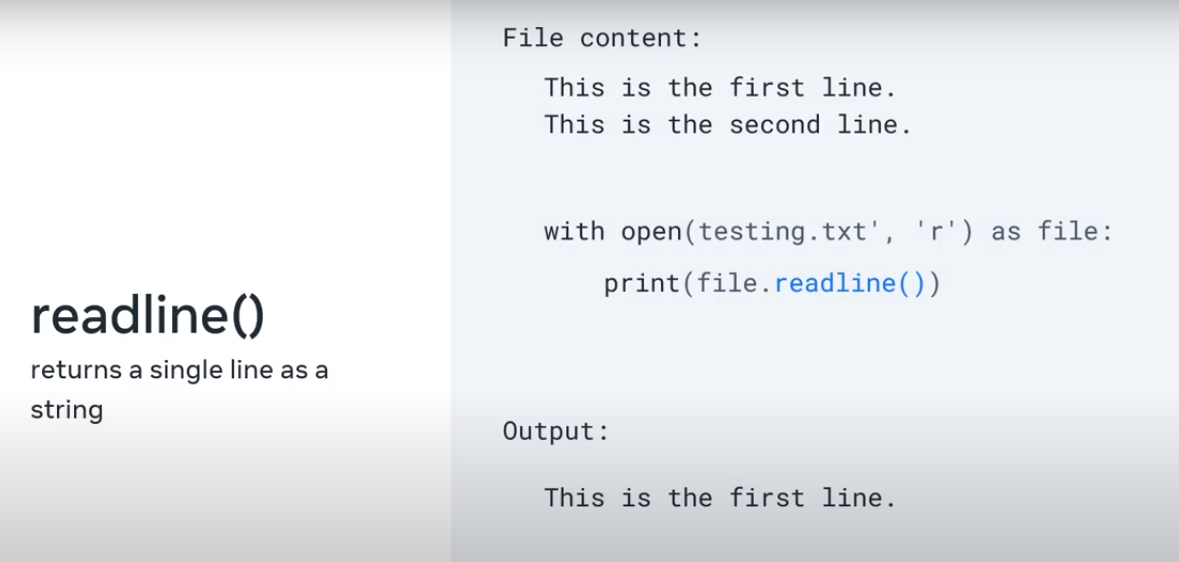 readline()
returns a single line as a
string
File content:
This is the first line.
This is the second line.
with open(testing.txt', 'r') as file:
print(file.readline())
Output:
This is the first line.